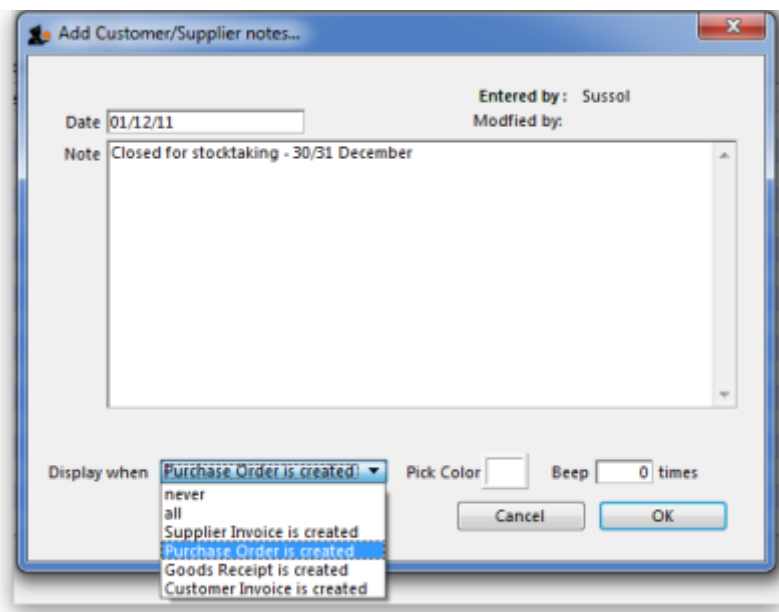 Add Customer/Supplier notes...
Entered by: Sussol
Date 01/12/11
Modfied by:
Note Closed for stocktaking - 30/31 December
Display when Purchase Order is created Pick Color Beep 0 times
never
all
Supplier Invoice is created
Purchase Order is created
Goods Receipt is created
Customer Invoice is created
Cancel OK